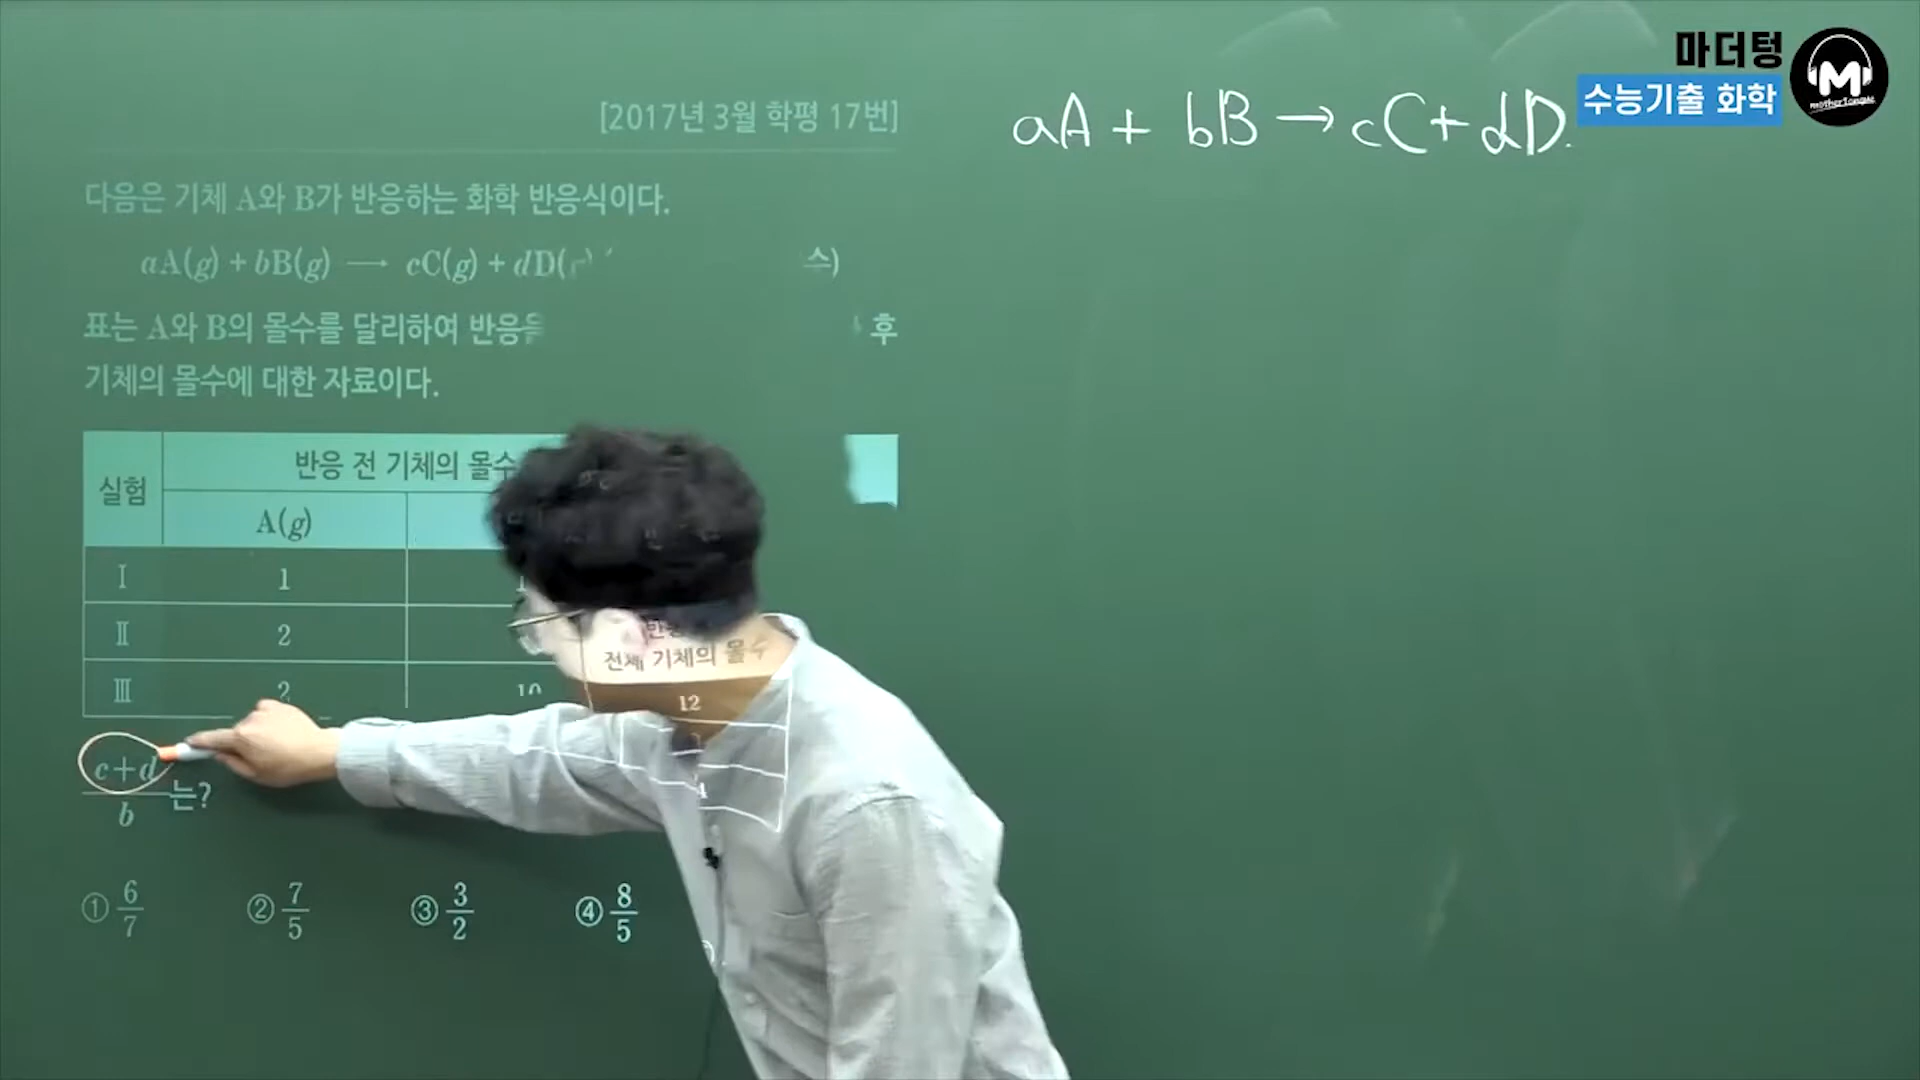 마더텅
수능기출 화학
M
mothertongue
[2017년 3월 학평 17번]
aA + bB → cC + dD.
다음은 기체 A와 B가 반응하는 화학 반응식이다.
aA(g) + bB(g) ⟶ cC(g) + dD( 수)
표는 A와 B의 몰수를 달리하여 반응을 후
기체의 몰수에 대한 자료이다.
실험 반응 전 기체의 몰수
A(g)
Ⅰ 1
Ⅱ 2
Ⅲ 2 10
전체 기체의 몰수
12
c+d
b
는?
① 6/7 ② 7/5 ③ 3/2 ④ 8/5